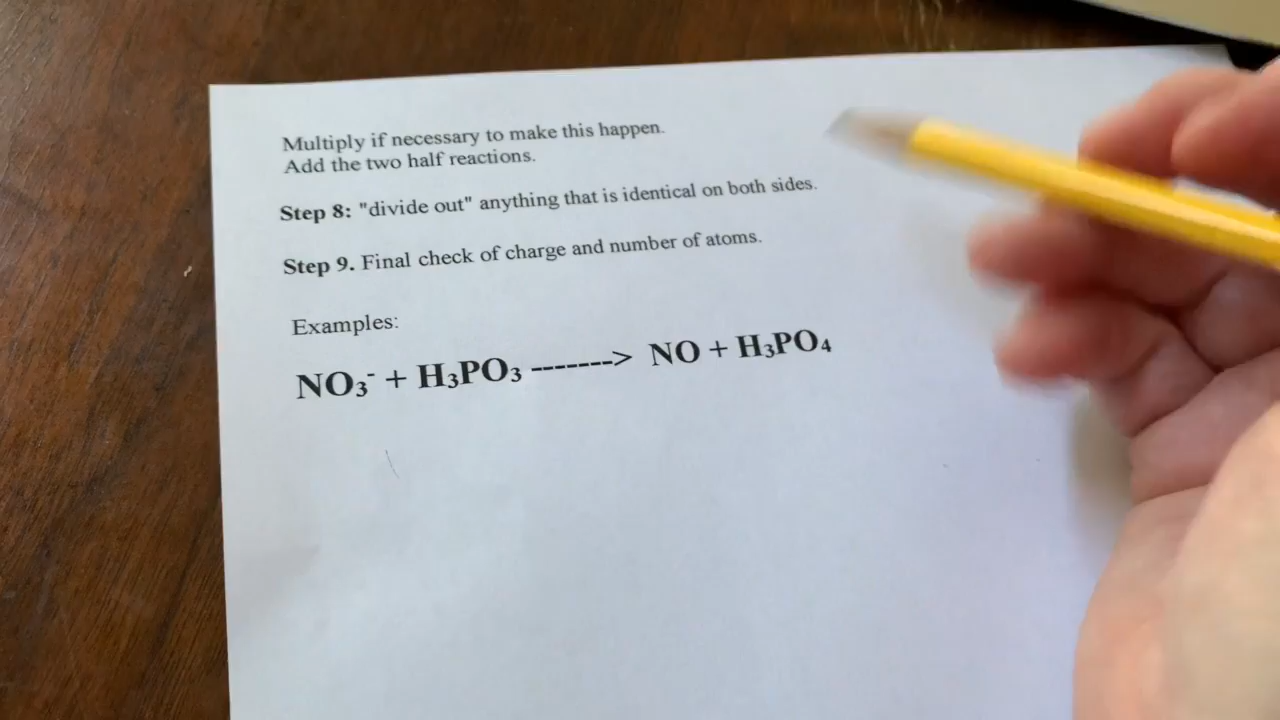 Multiply if necessary to make this happen.
Add the two half reactions.
Step 8: "divide out" anything that is identical on both sides.
Step 9. Final check of charge and number of atoms.
Examples:
NO₃⁻ + H₃PO₃ -------> NO + H₃PO₄